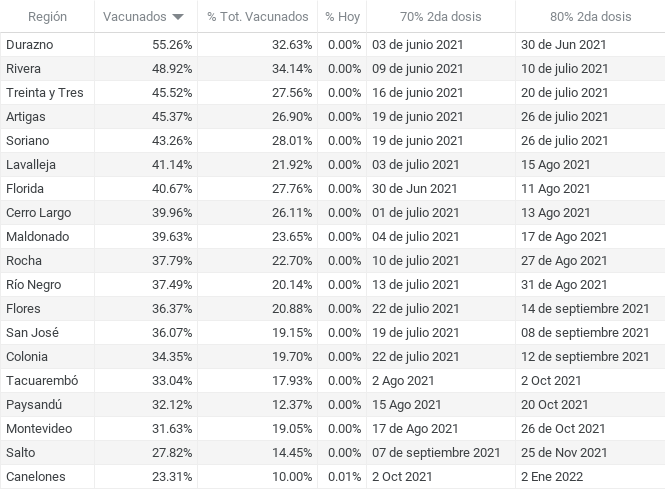 Región Vacunados % Tot. Vacunados % Hoy 70% 2da dosis 80% 2da dosis
Durazno 55.26% 32.63% 0.00% 03 de junio 2021 30 de Jun 2021
Rivera 48.92% 34.14% 0.00% 09 de junio 2021 10 de julio 2021
Treinta y Tres 45.52% 27.56% 0.00% 16 de junio 2021 20 de julio 2021
Artigas 45.37% 26.90% 0.00% 19 de junio 2021 26 de julio 2021
Soriano 43.26% 28.01% 0.00% 19 de junio 2021 26 de julio 2021
Lavalleja 41.14% 21.92% 0.00% 03 de julio 2021 15 Ago 2021
Florida 40.67% 27.76% 0.00% 30 de Jun 2021 11 Ago 2021
Cerro Largo 39.96% 26.11% 0.00% 01 de julio 2021 13 Ago 2021
Maldonado 39.63% 23.65% 0.00% 04 de julio 2021 17 de Ago 2021
Rocha 37.79% 22.70% 0.00% 10 de julio 2021 27 de Ago 2021
Río Negro 37.49% 20.14% 0.00% 13 de julio 2021 31 de Ago 2021
Flores 36.37% 20.88% 0.00% 22 de julio 2021 14 de septiembre 2021
San José 36.07% 19.15% 0.00% 19 de julio 2021 08 de septiembre 2021
Colonia 34.35% 19.70% 0.00% 22 de julio 2021 12 de septiembre 2021
Tacuarembó 33.04% 17.93% 0.00% 2 Ago 2021 2 Oct 2021
Paysandú 32.12% 12.37% 0.00% 15 Ago 2021 20 Oct 2021
Montevideo 31.63% 19.05% 0.00% 17 de Ago 2021 26 de Oct 2021
Salto 27.82% 14.45% 0.00% 07 de septiembre 2021 25 de Nov 2021
Canelones 23.31% 10.00% 0.01% 2 Oct 2021 2 Ene 2022